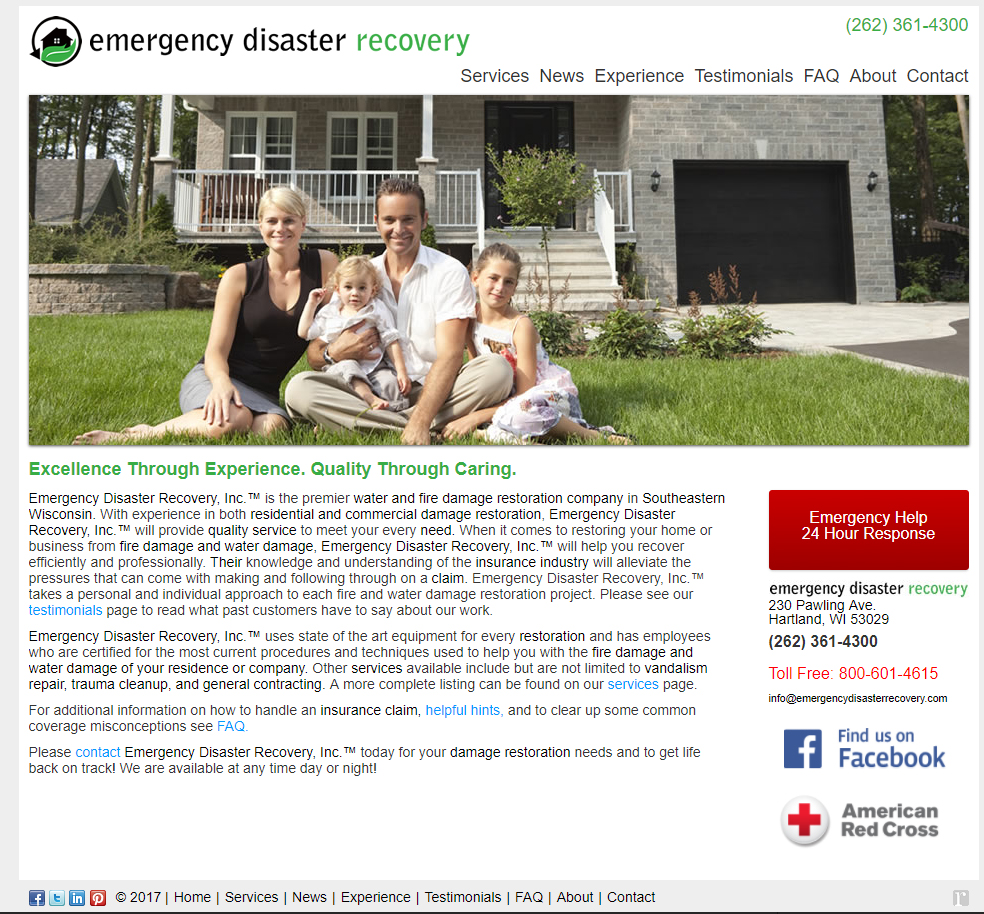 emergency disaster recovery
(262) 361-4300
Services News Experience Testimonials FAQ About Contact
Excellence Through Experience. Quality Through Caring.
Emergency Disaster Recovery, Inc.™ is the premier water and fire damage restoration company in Southeastern
Wisconsin. With experience in both residential and commercial damage restoration, Emergency Disaster
Recovery, Inc.™ will provide quality service to meet your every need. When it comes to restoring your home or
business from fire damage and water damage, Emergency Disaster Recovery, Inc.™ will help you recover
efficiently and professionally. Their knowledge and understanding of the insurance industry will alleviate the
pressures that can come with making and following through on a claim. Emergency Disaster Recovery, Inc.™
takes a personal and individual approach to each fire and water damage restoration project. Please see our
testimonials page to read what past customers have to say about our work.
Emergency Disaster Recovery, Inc.™ uses state of the art equipment for every restoration and has employees
who are certified for the most current procedures and techniques used to help you with the fire damage and
water damage of your residence or company. Other services available include but are not limited to vandalism
repair, trauma cleanup, and general contracting. A more complete listing can be found on our services page.
For additional information on how to handle an insurance claim, helpful hints, and to clear up some common
coverage misconceptions see FAQ.
Please contact Emergency Disaster Recovery, Inc.™ today for your damage restoration needs and to get life
back on track! We are available at any time day or night!
Emergency Help
24 Hour Response
emergency disaster recovery
230 Pawling Ave.
Hartland, WI 53029
(262) 361-4300
Toll Free: 800-601-4615
info@emergencydisasterrecovery.com
Find us on
Facebook
American
Red Cross
© 2017 | Home | Services | News | Experience | Testimonials | FAQ | About | Contact